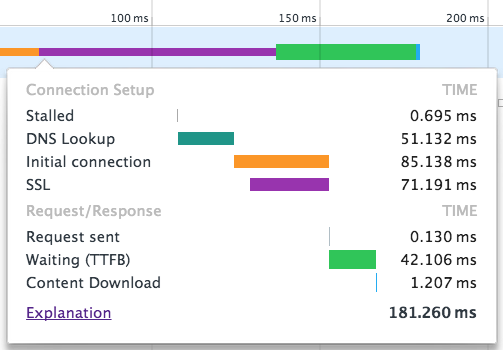 100 ms 150 ms 200 ms
Connection Setup TIME
Stalled 0.695 ms
DNS Lookup 51.132 ms
Initial connection 85.138 ms
SSL 71.191 ms
Request/Response TIME
Request sent 0.130 ms
Waiting (TTFB) 42.106 ms
Content Download 1.207 ms
Explanation 181.260 ms